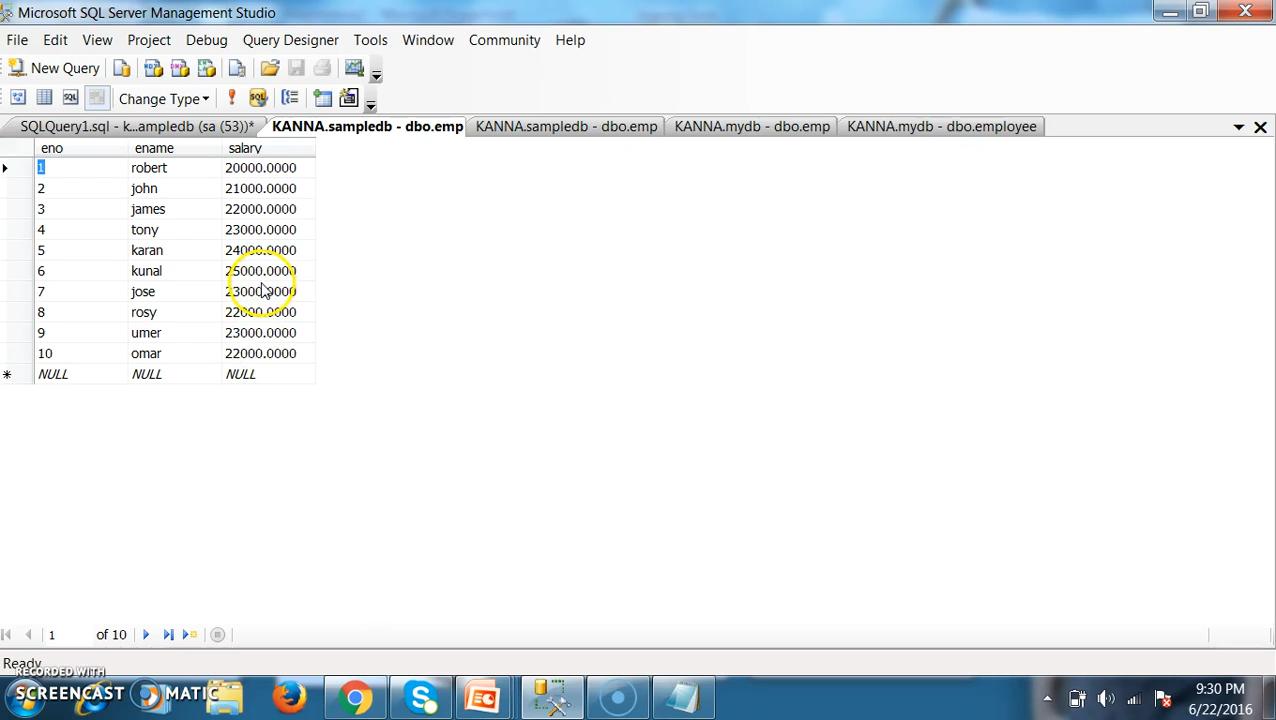 Microsoft SQL Server Management Studio
File Edit View Project Debug Query Designer Tools Window Community Help
New Query
Change Type
SQLQuery1.sql - k...ampledb (sa (53))* KANNA.sampledb - dbo.emp KANNA.sampledb - dbo.emp KANNA.mydb - dbo.emp KANNA.mydb - dbo.employee
eno ename salary
1 robert 20000.0000
2 john 21000.0000
3 james 22000.0000
4 tony 23000.0000
5 karan 24000.0000
6 kunal 25000.0000
7 jose 23000.0000
8 rosy 22000.0000
9 umer 23000.0000
10 omar 22000.0000
NULL NULL NULL
1 of 10
Ready
RECORDED WITH
SCREENCAST MATIC
9:30 PM
6/22/2016